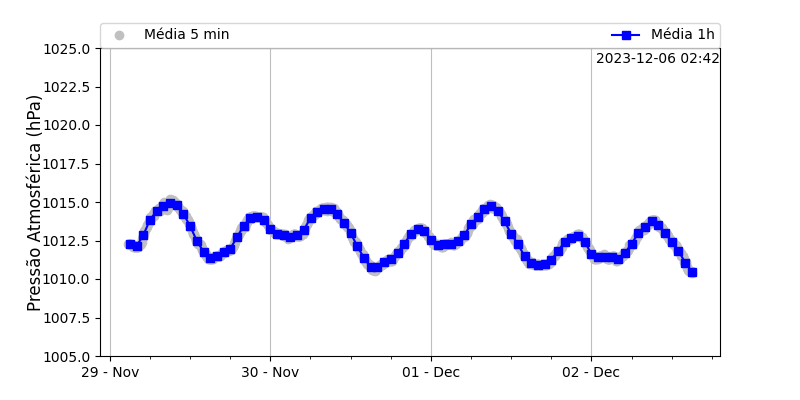 Média 5 min
Média 1h
2023-12-06 02:42
Pressão Atmosférica (hPa)
1025.0
1022.5
1020.0
1017.5
1015.0
1012.5
1010.0
1007.5
1005.0
29 - Nov
30 - Nov
01 - Dec
02 - Dec